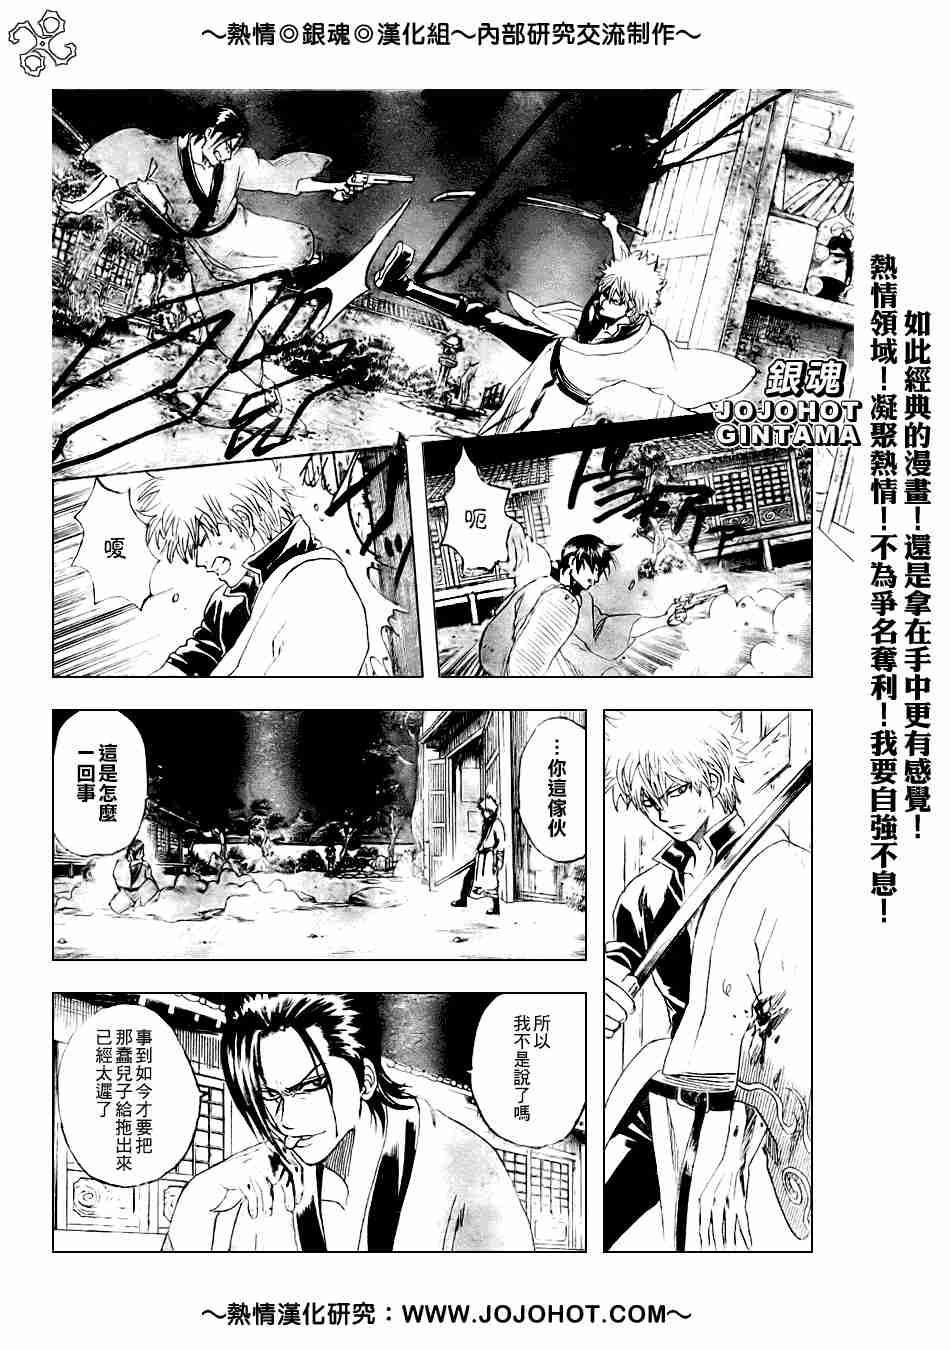 ～熱情◎銀魂◎漢化組～內部研究交流制作～
如此經典的漫畫！還是拿在手中更有感覺！
熱情領域！凝聚熱情！不為爭名奪利！我要自強不息！
銀魂
JOJOHOT
GINTAMA
呃
嗄
…你這傢伙
這是怎麼
一回事
所以
我不是說了嗎
事到如今才要把
那蠢兒子給拖出來
已經太遲了
～熱情漢化研究：WWW.JOJOHOT.COM～